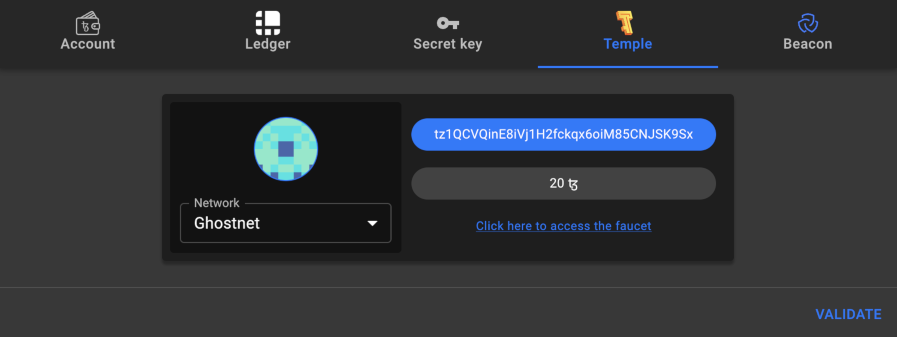 Account
Ledger
Secret key
Temple
Beacon
tz1QCVQinE8iVj1H2fckqx6oiM85CNJSK9Sx
20 ꜩ
Network
Ghostnet
Click here to access the faucet
VALIDATE